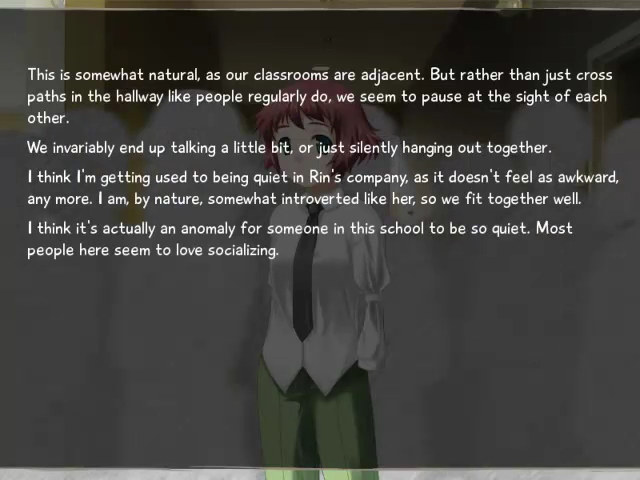 This is somewhat natural, as our classrooms are adjacent. But rather than just cross
paths in the hallway like people regularly do, we seem to pause at the sight of each
other.
We invariably end up talking a little bit, or just silently hanging out together.
I think I'm getting used to being quiet in Rin's company, as it doesn't feel as awkward,
any more. I am, by nature, somewhat introverted like her, so we fit together well.
I think it's actually an anomaly for someone in this school to be so quiet. Most
people here seem to love socializing.